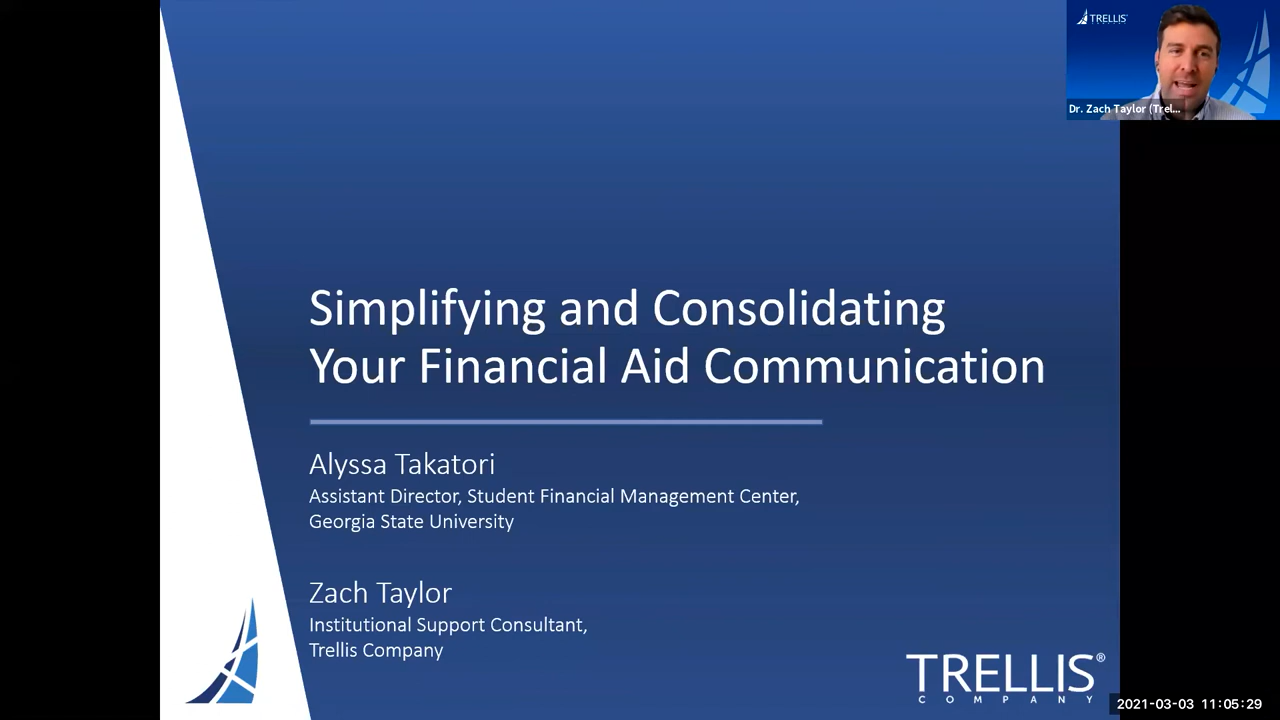 TRELLIS
Dr. Zach Taylor (Trel...
Simplifying and Consolidating
Your Financial Aid Communication
Alyssa Takatori
Assistant Director, Student Financial Management Center,
Georgia State University
Zach Taylor
Institutional Support Consultant,
Trellis Company
TRELLIS®
COMPANY
2021-03-03 11:05:29